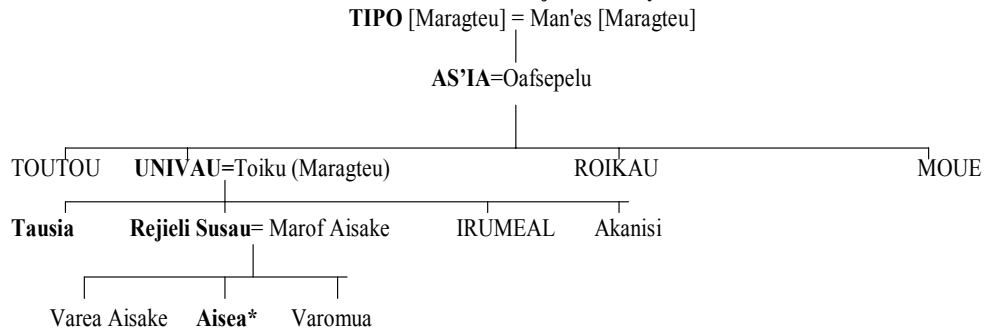 TIPO [Maragteu] = Man'es [Maragteu]
AS’IA=Oafsepelu
TOUTOU UNIVAU=Toiku (Maragteu) ROIKAU MOUE
Tausia Rejieli Susau= Marof Aisake IRUMEAL Akanisi
Varea Aisake Aisea* Varomua